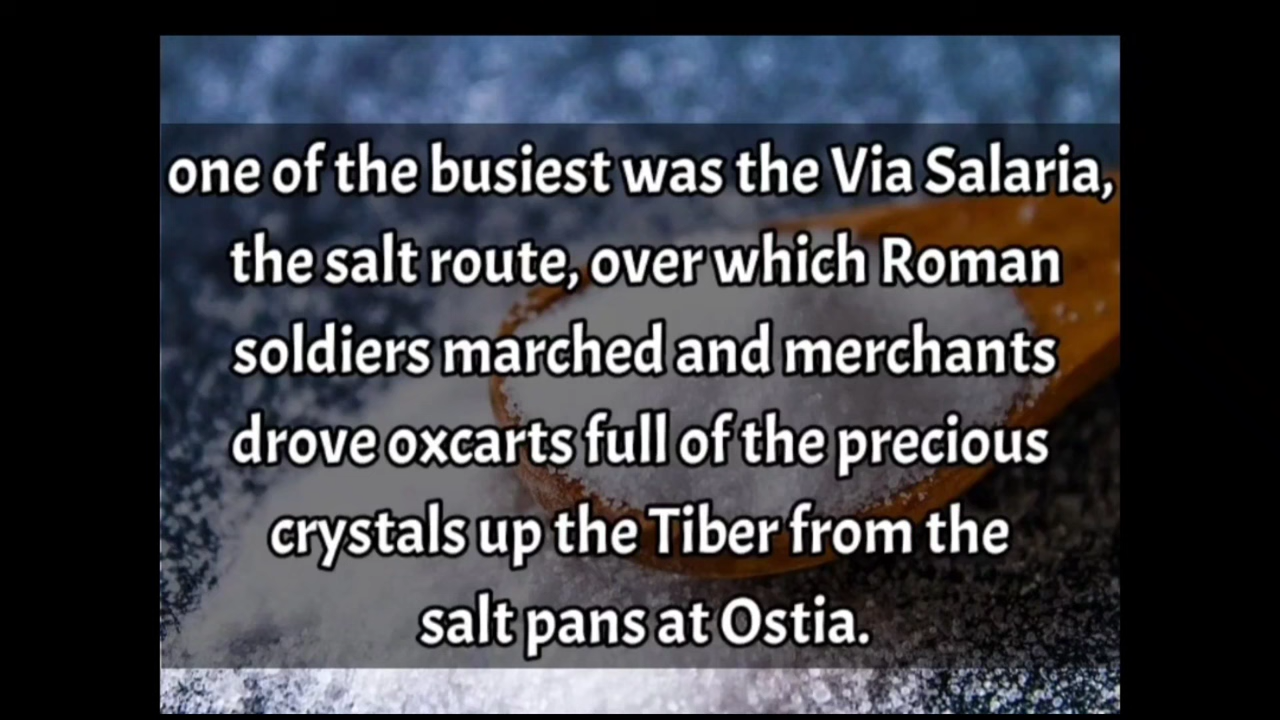 one of the busiest was the Via Salaria,
the salt route, over which Roman
soldiers marched and merchants
drove oxcarts full of the precious
crystals up the Tiber from the
salt pans at Ostia.